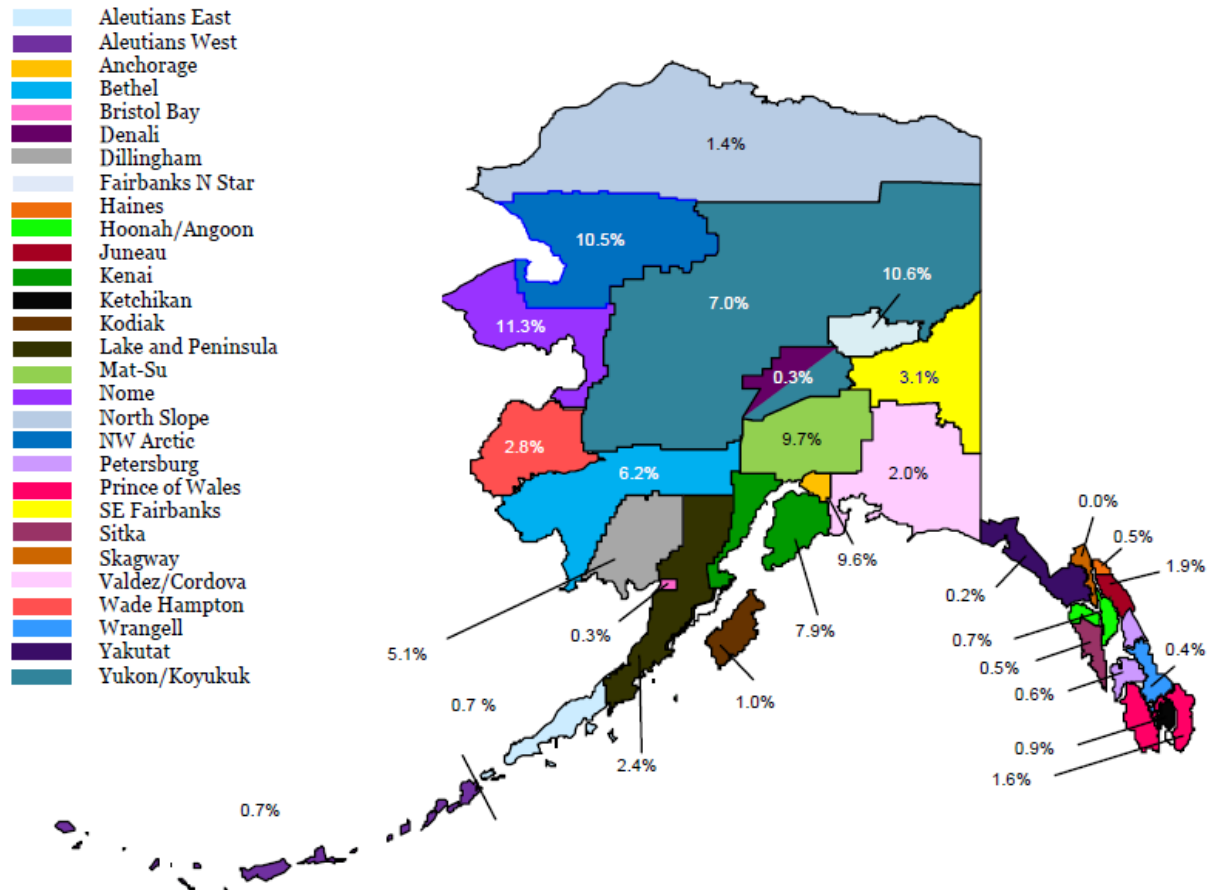 Aleutians East
Aleutians West
Anchorage
Bethel
Bristol Bay
Denali
Dillingham
Fairbanks N Star
Haines
Hoonah/Angoon
Juneau
Kenai
Ketchikan
Kodiak
Lake and Peninsula
Mat-Su
Nome
North Slope
NW Arctic
Petersburg
Prince of Wales
SE Fairbanks
Sitka
Skagway
Valdez/Cordova
Wade Hampton
Wrangell
Yakutat
Yukon/Koyukuk
1.4%
10.5%
10.6%
7.0%
11.3%
0.3%
3.1%
9.7%
2.8%
6.2%
2.0%
0.0%
0.5%
9.6%
1.9%
0.2%
0.3%
7.9%
0.7%
5.1%
0.4%
0.5%
0.6%
1.0%
0.7%
0.9%
2.4%
1.6%
0.7%